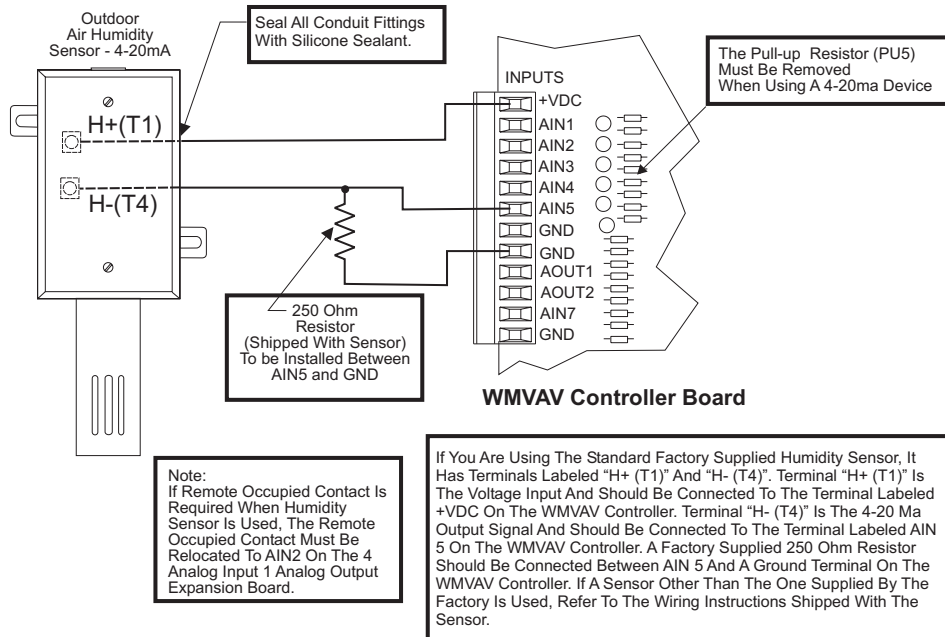 Outdoor
Air Humidity
Sensor - 4-20mA
Seal All Conduit Fittings
With Silicone Sealant.
The Pull-up Resistor (PU5)
Must Be Removed
When Using A 4-20ma Device
H+(T1)
H-(T4)
INPUTS
+VDC
AIN1
AIN2
AIN3
AIN4
AIN5
GND
GND
AOUT1
AOUT2
AIN7
GND
250 Ohm
Resistor
(Shipped With Sensor)
To be Installed Between
AIN5 and GND
WMVAV Controller Board
Note:
If Remote Occupied Contact Is
Required When Humidity
Sensor Is Used, The Remote
Occupied Contact Must Be
Relocated To AIN2 On The 4
Analog Input 1 Analog Output
Expansion Board.
If You Are Using The Standard Factory Supplied Humidity Sensor, It
Has Terminals Labeled “H+ (T1)” And “H- (T4)”. Terminal “H+ (T1)” Is
The Voltage Input And Should Be Connected To The Terminal Labeled
+VDC On The WMVAV Controller. Terminal “H- (T4)” Is The 4-20 Ma
Output Signal And Should Be Connected To The Terminal Labeled AIN
5 On The WMVAV Controller. A Factory Supplied 250 Ohm Resistor
Should Be Connected Between AIN 5 And A Ground Terminal On The
WMVAV Controller. If A Sensor Other Than The One Supplied By The
Factory Is Used, Refer To The Wiring Instructions Shipped With The
Sensor.